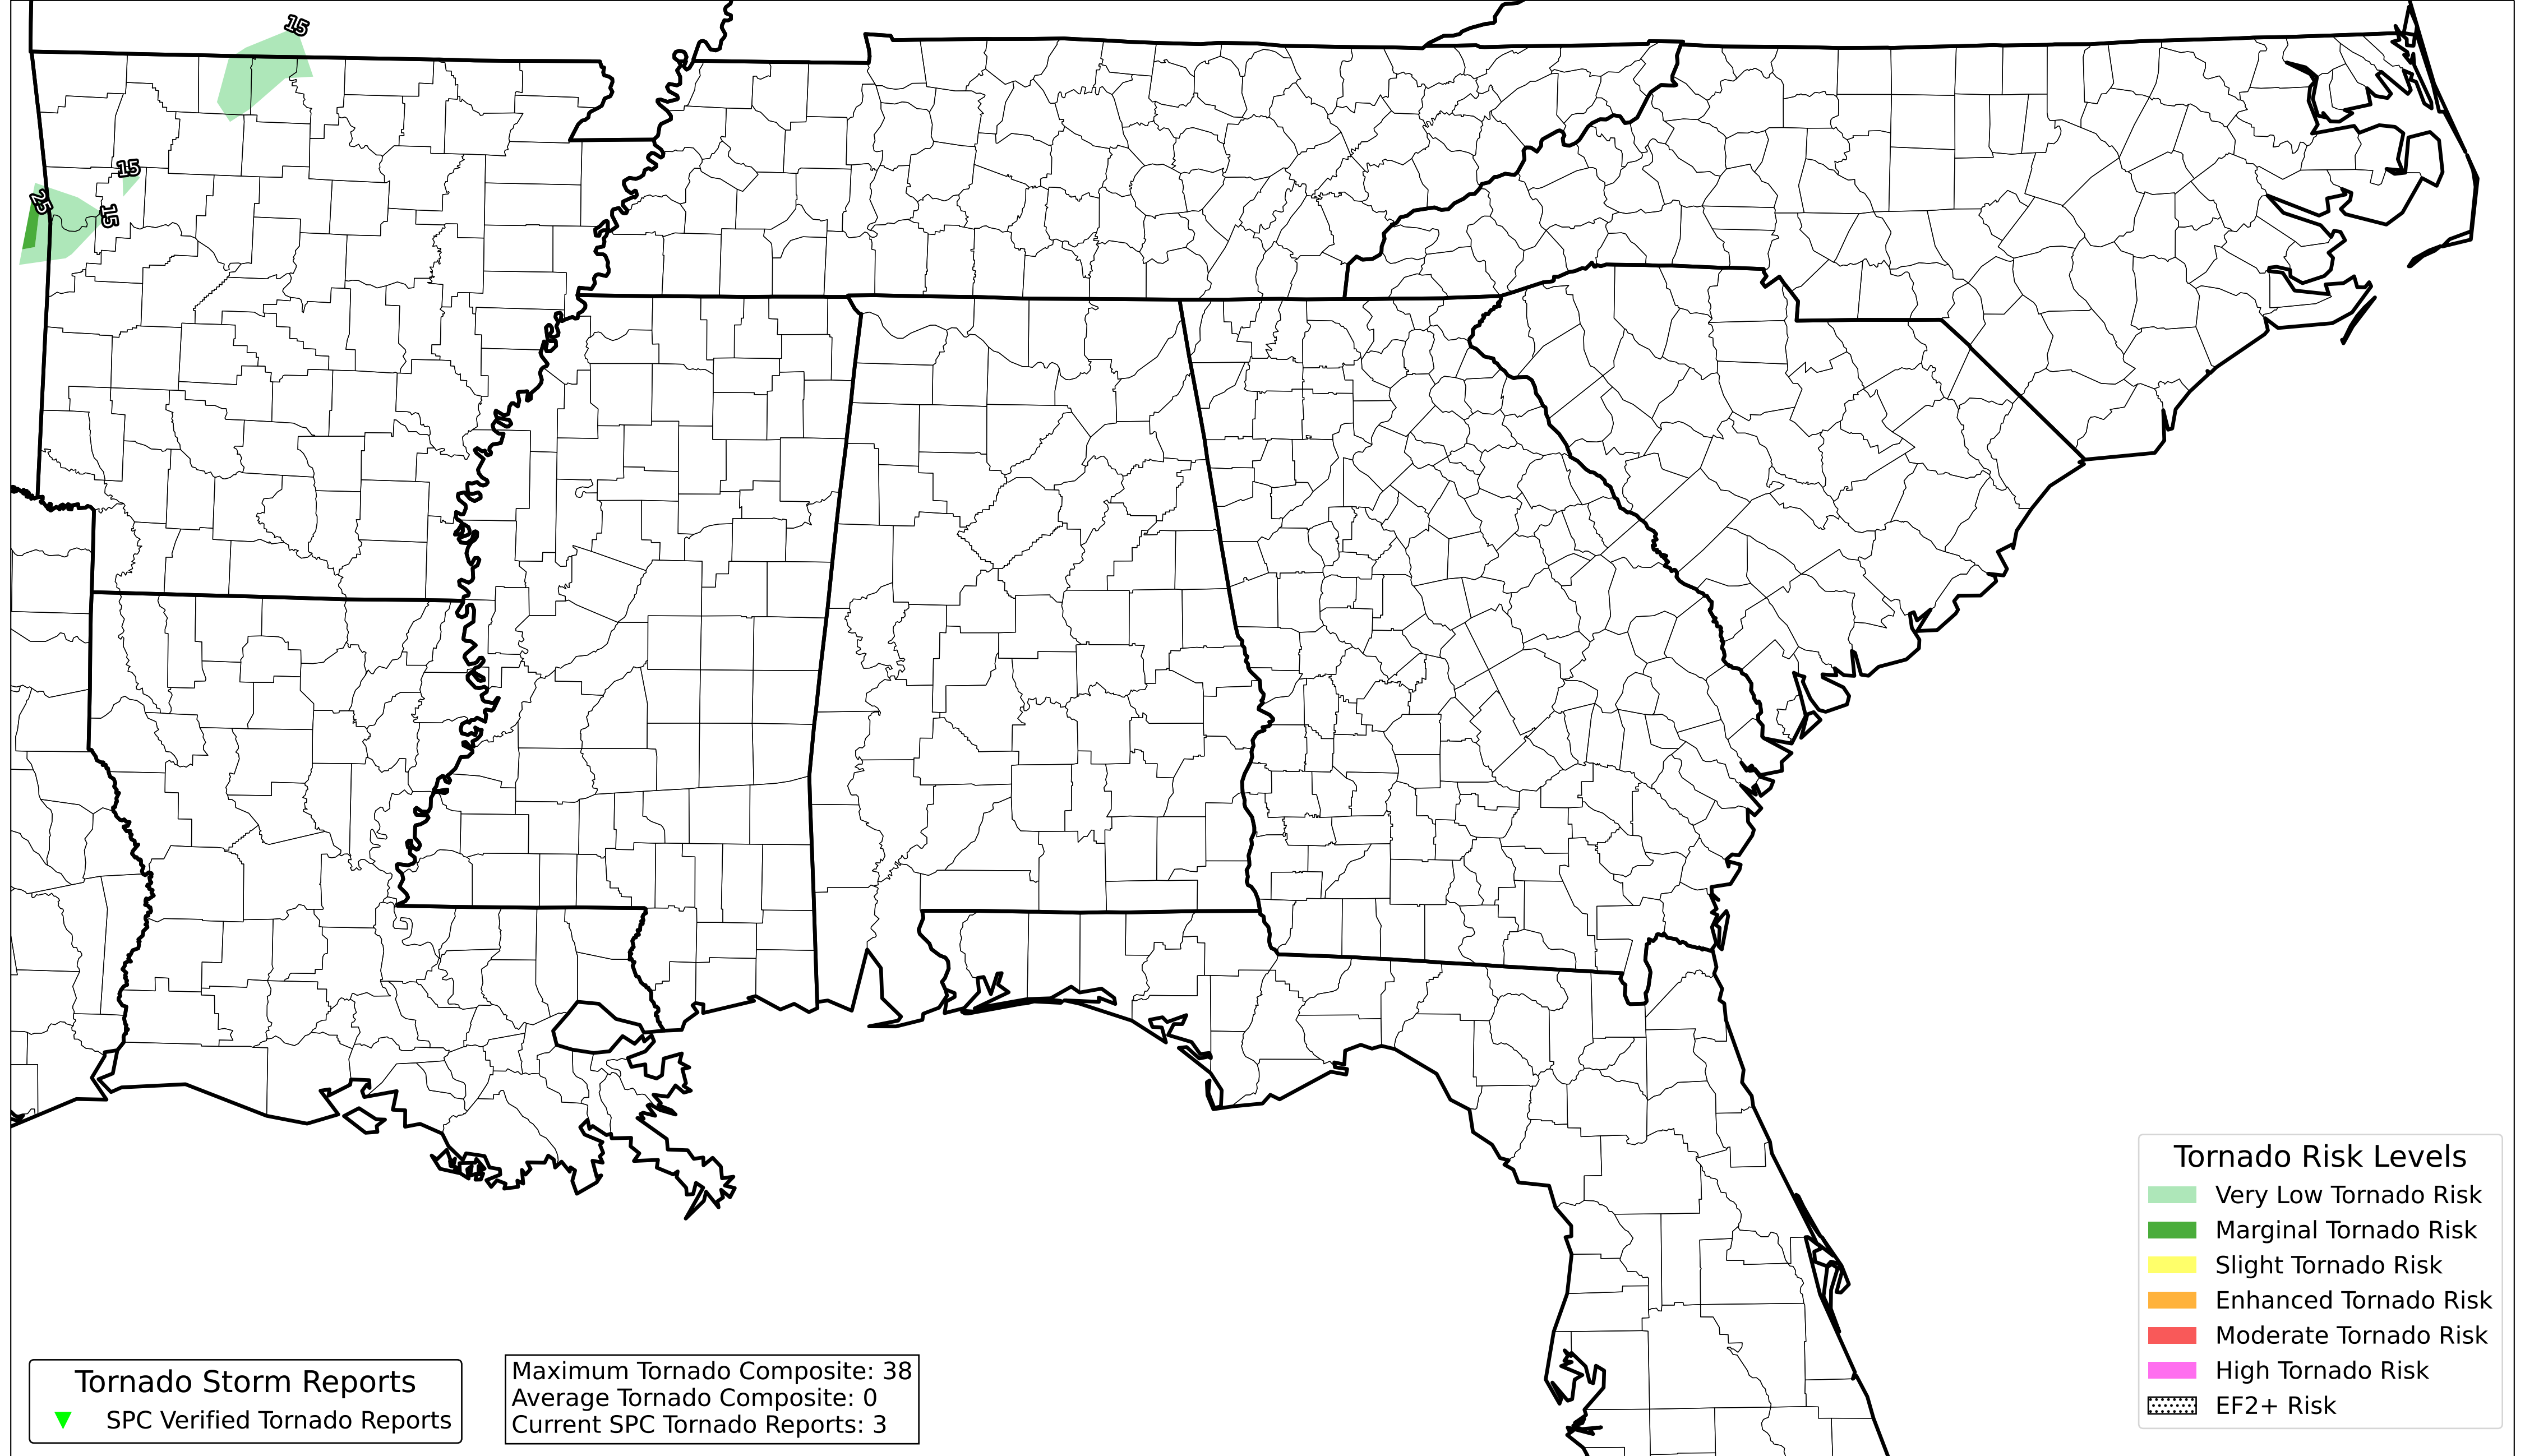 15
15
25
15
Tornado Risk Levels
Very Low Tornado Risk
Marginal Tornado Risk
Slight Tornado Risk
Enhanced Tornado Risk
Moderate Tornado Risk
High Tornado Risk
EF2+ Risk
Tornado Storm Reports
SPC Verified Tornado Reports
Maximum Tornado Composite: 38
Average Tornado Composite: 0
Current SPC Tornado Reports: 3